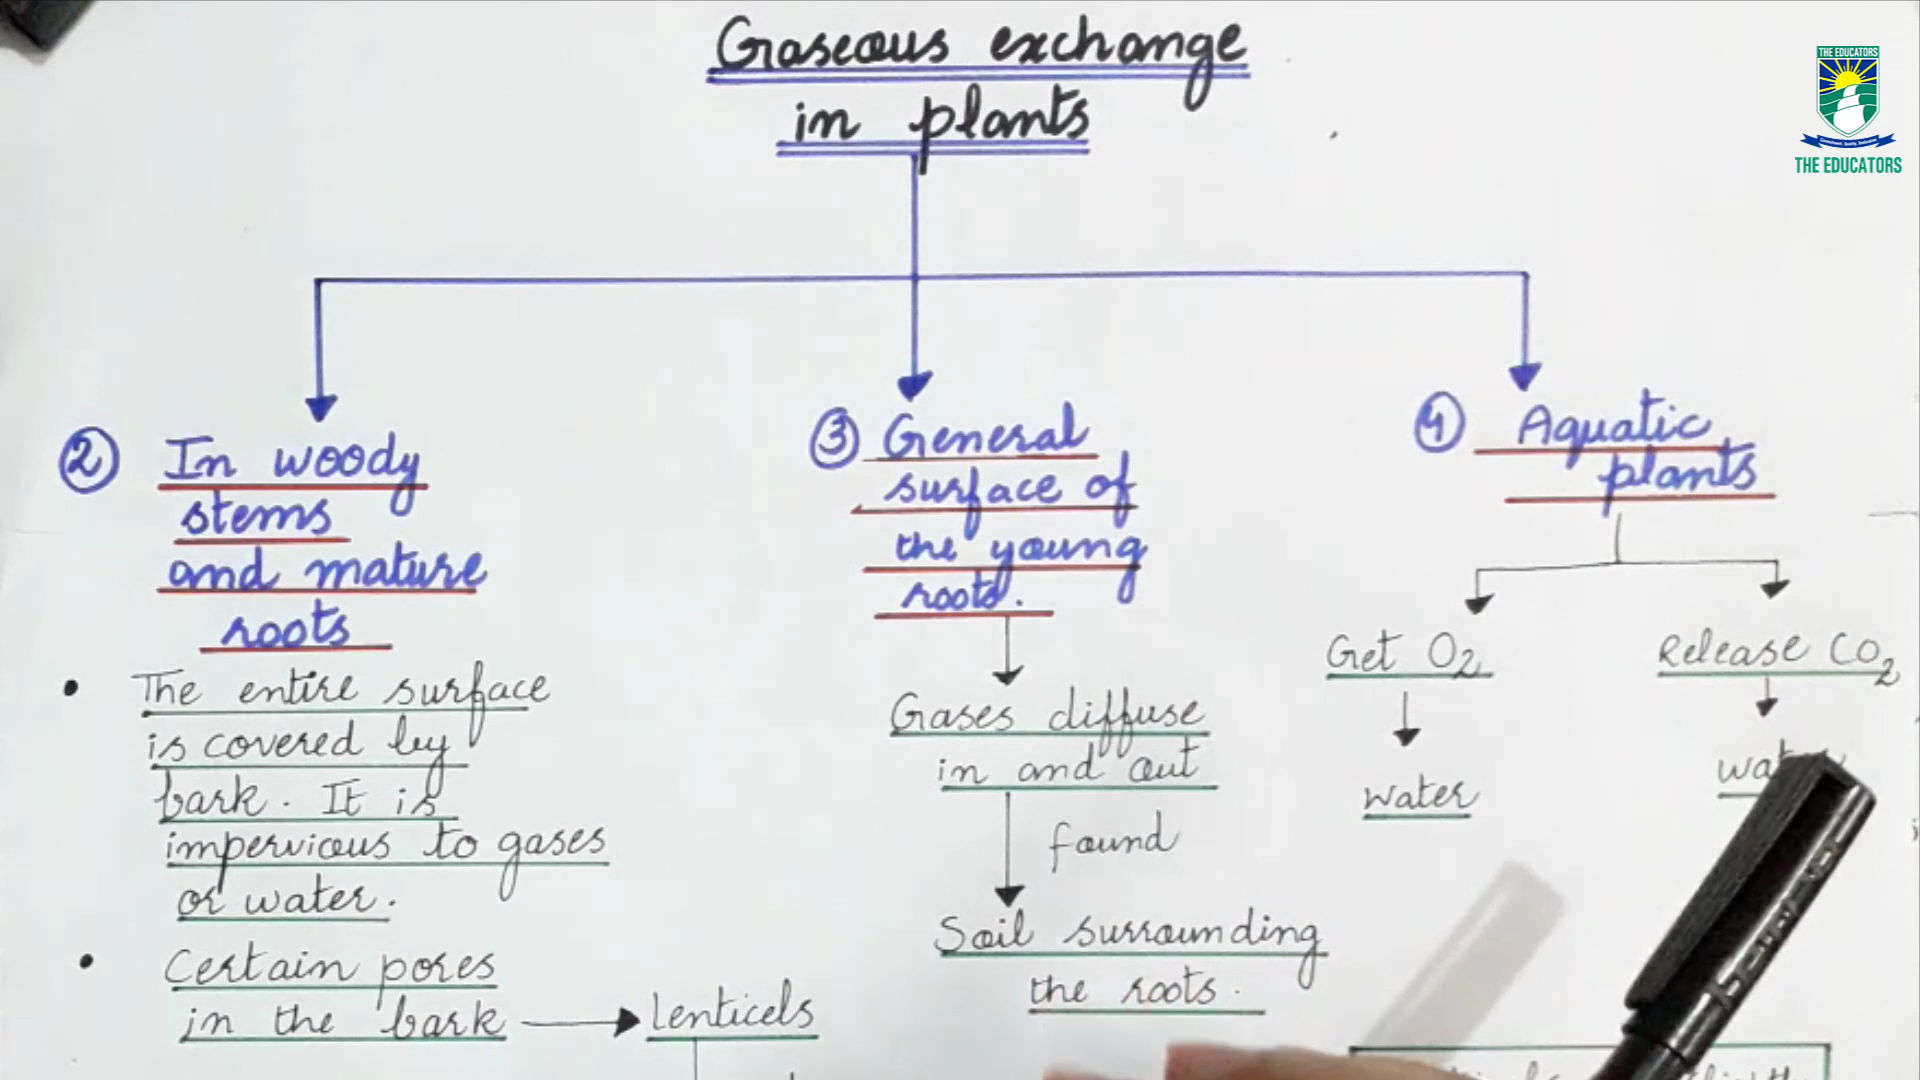 Gaseous exchange
in plants
THE EDUCATORS
THE EDUCATORS
② In woody
stems
and mature
roots
• The entire surface
is covered by
bark. It is
impervious to gases
or water.
• Certain pores
in the bark → Lenticels
③ General
surface of
the young
roots.
Gases diffuse
in and out
found
Soil surrounding
the roots.
④ Aquatic
plants
Get O2
water
Release CO2